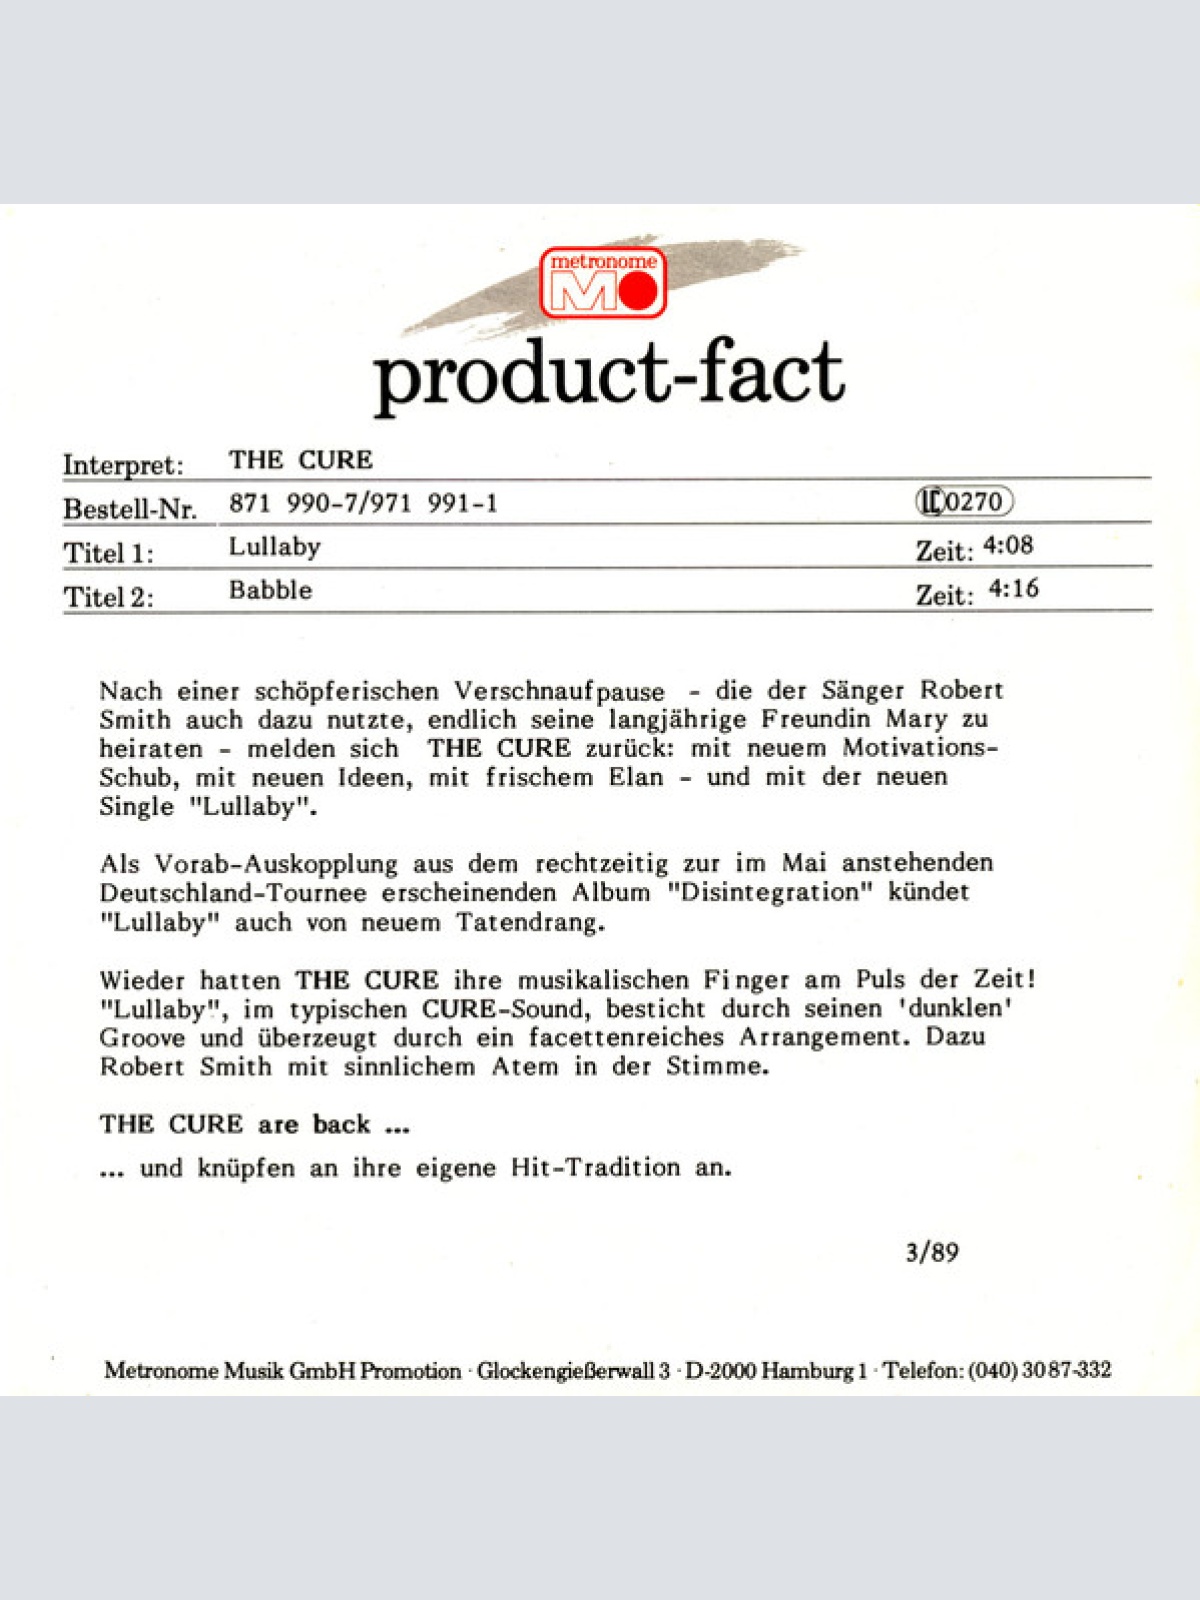 metronome
MO
product-fact
Interpret: THE CURE
Bestell-Nr. 871 990-7/971 991-1 LC 0270
Titel 1: Lullaby Zeit: 4:08
Titel 2: Babble Zeit: 4:16
Nach einer schöpferischen Verschnaufpause - die der Sänger Robert
Smith auch dazu nutzte, endlich seine langjährige Freundin Mary zu
heiraten - melden sich THE CURE zurück: mit neuem Motivations-
Schub, mit neuen Ideen, mit frischem Elan - und mit der neuen
Single "Lullaby".
Als Vorab-Auskopplung aus dem rechtzeitig zur im Mai anstehenden
Deutschland-Tournee erscheinenden Album "Disintegration" kündet
"Lullaby" auch von neuem Tatendrang.
Wieder hatten THE CURE ihre musikalischen Finger am Puls der Zeit!
"Lullaby", im typischen CURE-Sound, besticht durch seinen 'dunklen'
Groove und überzeugt durch ein facettenreiches Arrangement. Dazu
Robert Smith mit sinnlichem Atem in der Stimme.
THE CURE are back ...
... und knüpfen an ihre eigene Hit-Tradition an.
3/89
Metronome Musik GmbH Promotion · Glockengießerwall 3 · D-2000 Hamburg 1 · Telefon: (040) 30 87-332